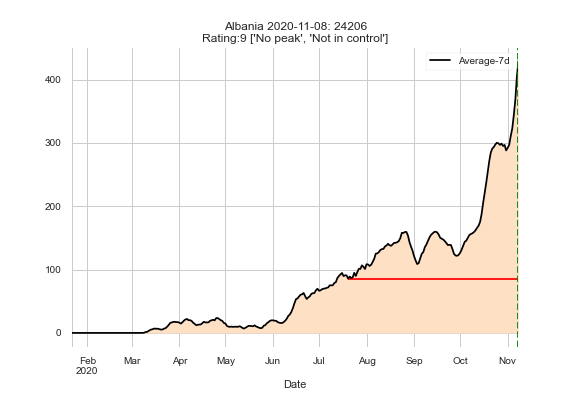 Albania 2020-11-08: 24206
Rating:9 ['No peak', 'Not in control']
Average-7d
400
300
200
100
0
Feb Mar Apr May Jun Jul Aug Sep Oct Nov
2020
Date